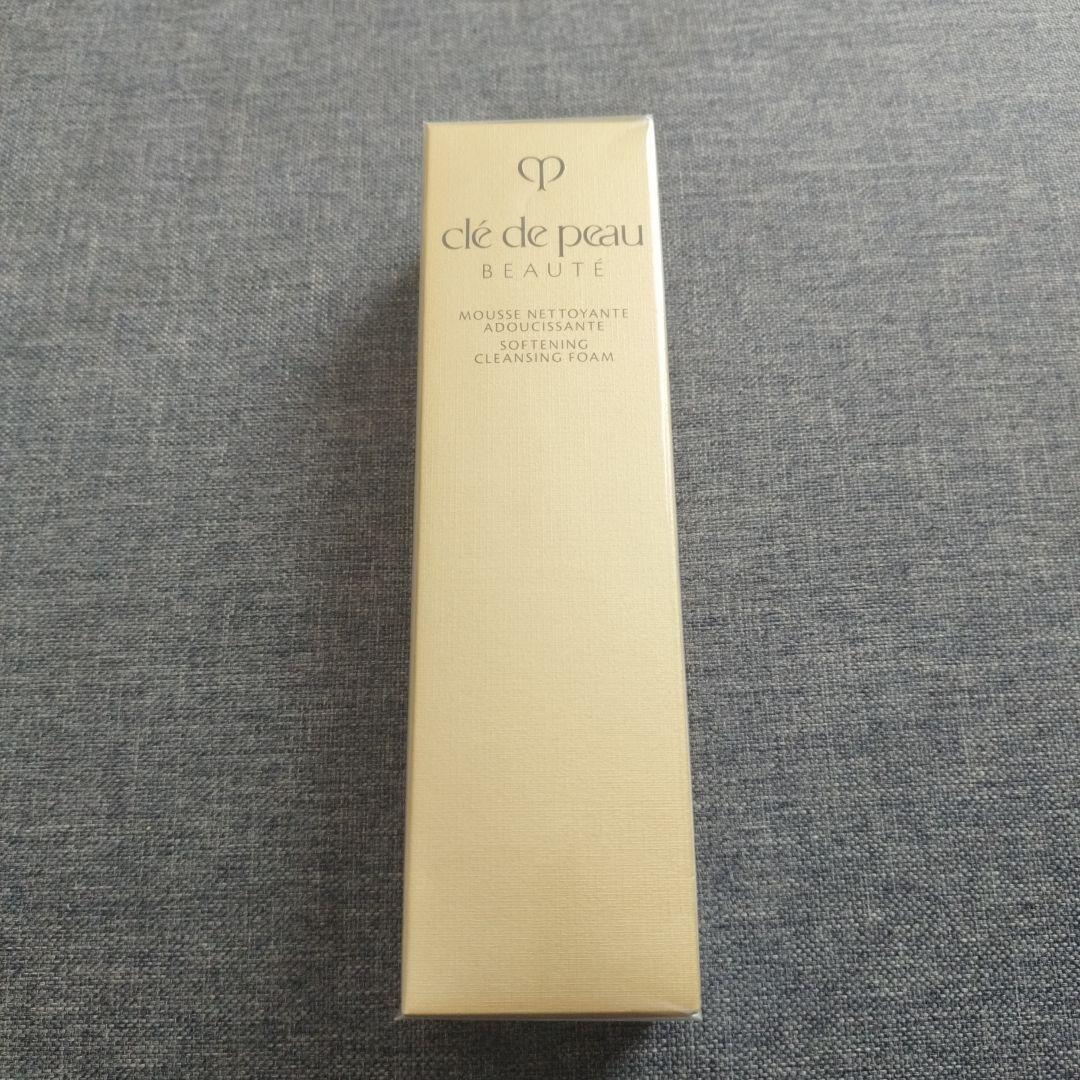 clé de peau
BEAUTÉ
MOUSSE NETTOYANTE
ADOUCISSANTE
SOFTENING
CLEANSING FOAM